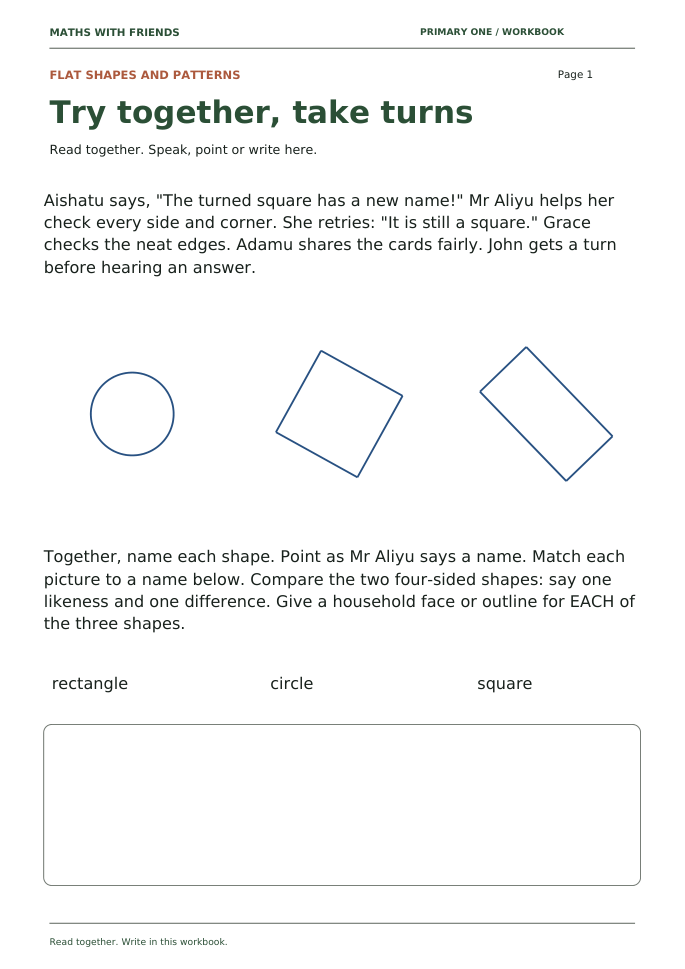 MATHS WITH FRIENDS
PRIMARY ONE / WORKBOOK
FLAT SHAPES AND PATTERNS
Page 1
Try together, take turns
Read together. Speak, point or write here.
Aishatu says, "The turned square has a new name!" Mr Aliyu helps her
check every side and corner. She retries: "It is still a square." Grace
checks the neat edges. Adamu shares the cards fairly. John gets a turn
before hearing an answer.
Together, name each shape. Point as Mr Aliyu says a name. Match each
picture to a name below. Compare the two four-sided shapes: say one
likeness and one difference. Give a household face or outline for EACH of
the three shapes.
rectangle
circle
square
Read together. Write in this workbook.